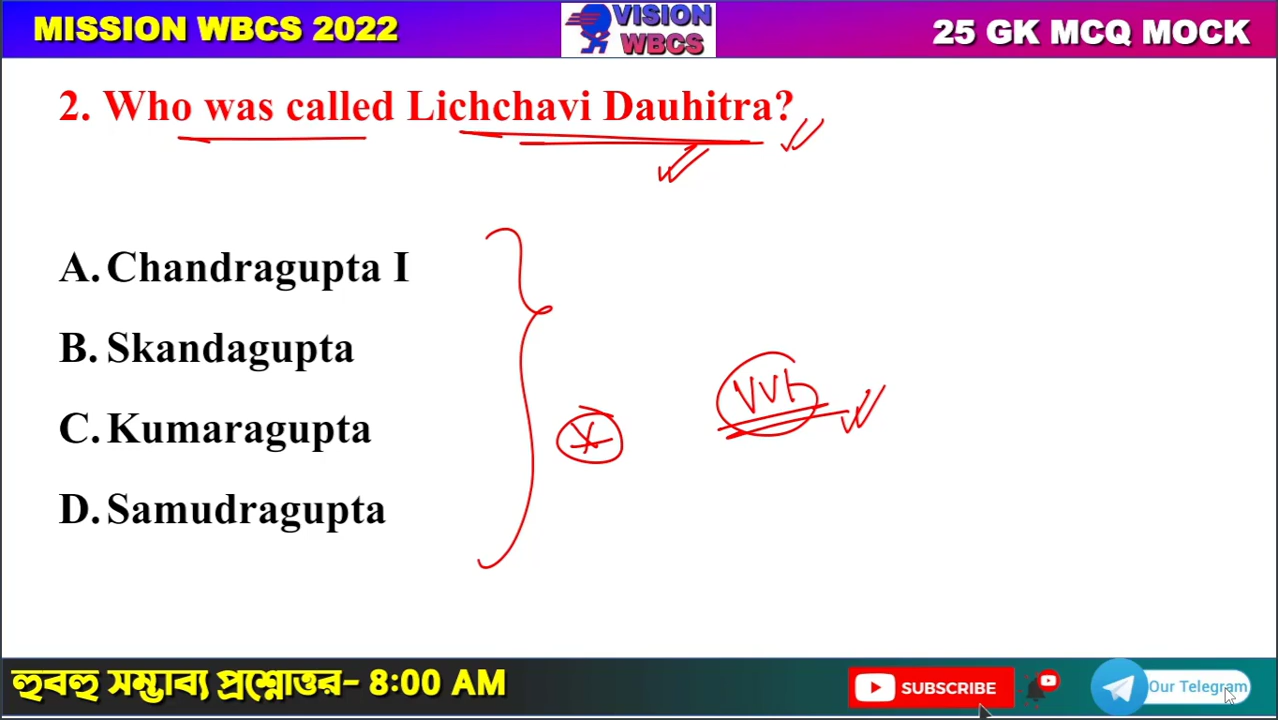 MISSION WBCS 2022
VISION
WBCS
25 GK MCQ MOCK
2. Who was called Lichchavi Dauhitra?
A. Chandragupta I
B. Skandagupta
C. Kumaragupta
D. Samudragupta
হুবহু সম্ভাব্য প্রশ্নোত্তর- 8:00 AM
SUBSCRIBE
Our Telegram